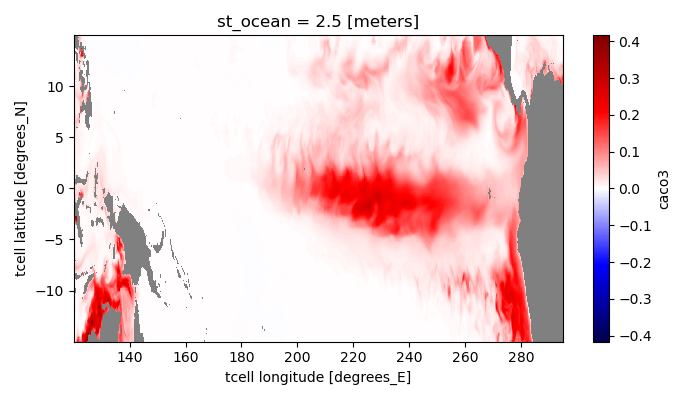 st_ocean = 2.5 [meters]
10
5
0
−5
−10
tcell latitude [degrees_N]
140 160 180 200 220 240 260 280
tcell longitude [degrees_E]
0.4
0.3
0.2
0.1
0.0
−0.1
−0.2
−0.3
−0.4
caco3